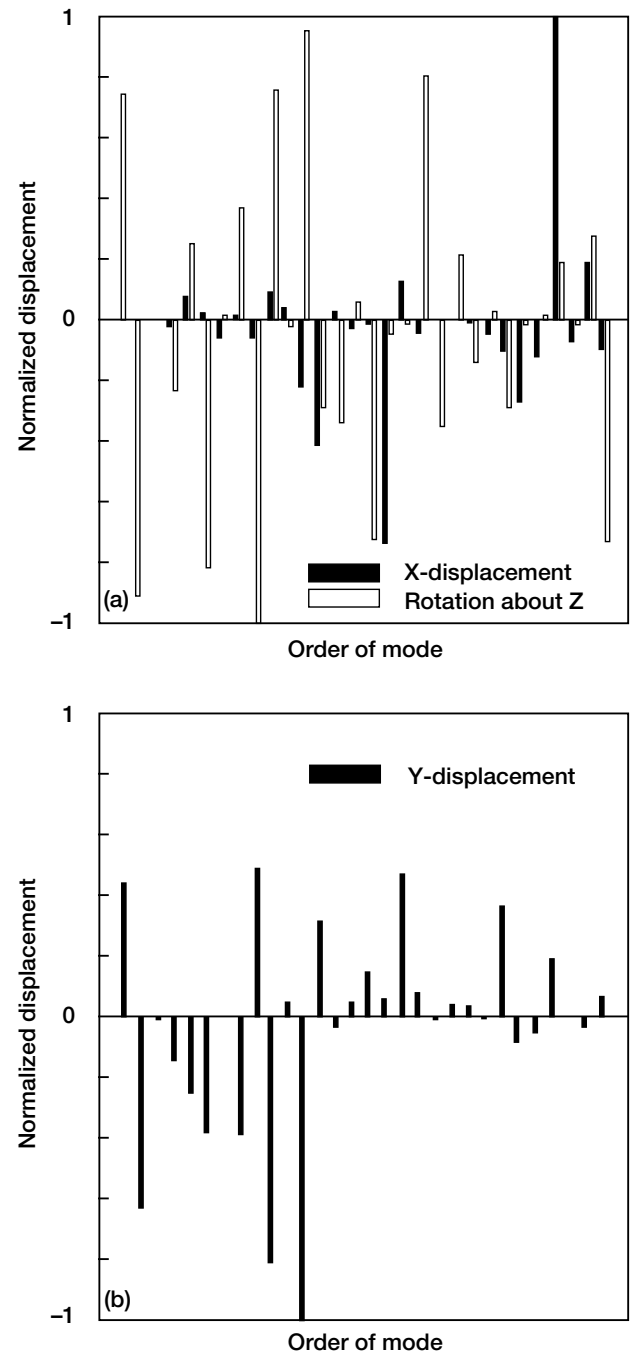 1
0
−1
Normalized displacement
(a)
X-displacement
Rotation about Z
Order of mode
1
0
−1
Normalized displacement
Y-displacement
(b)
Order of mode